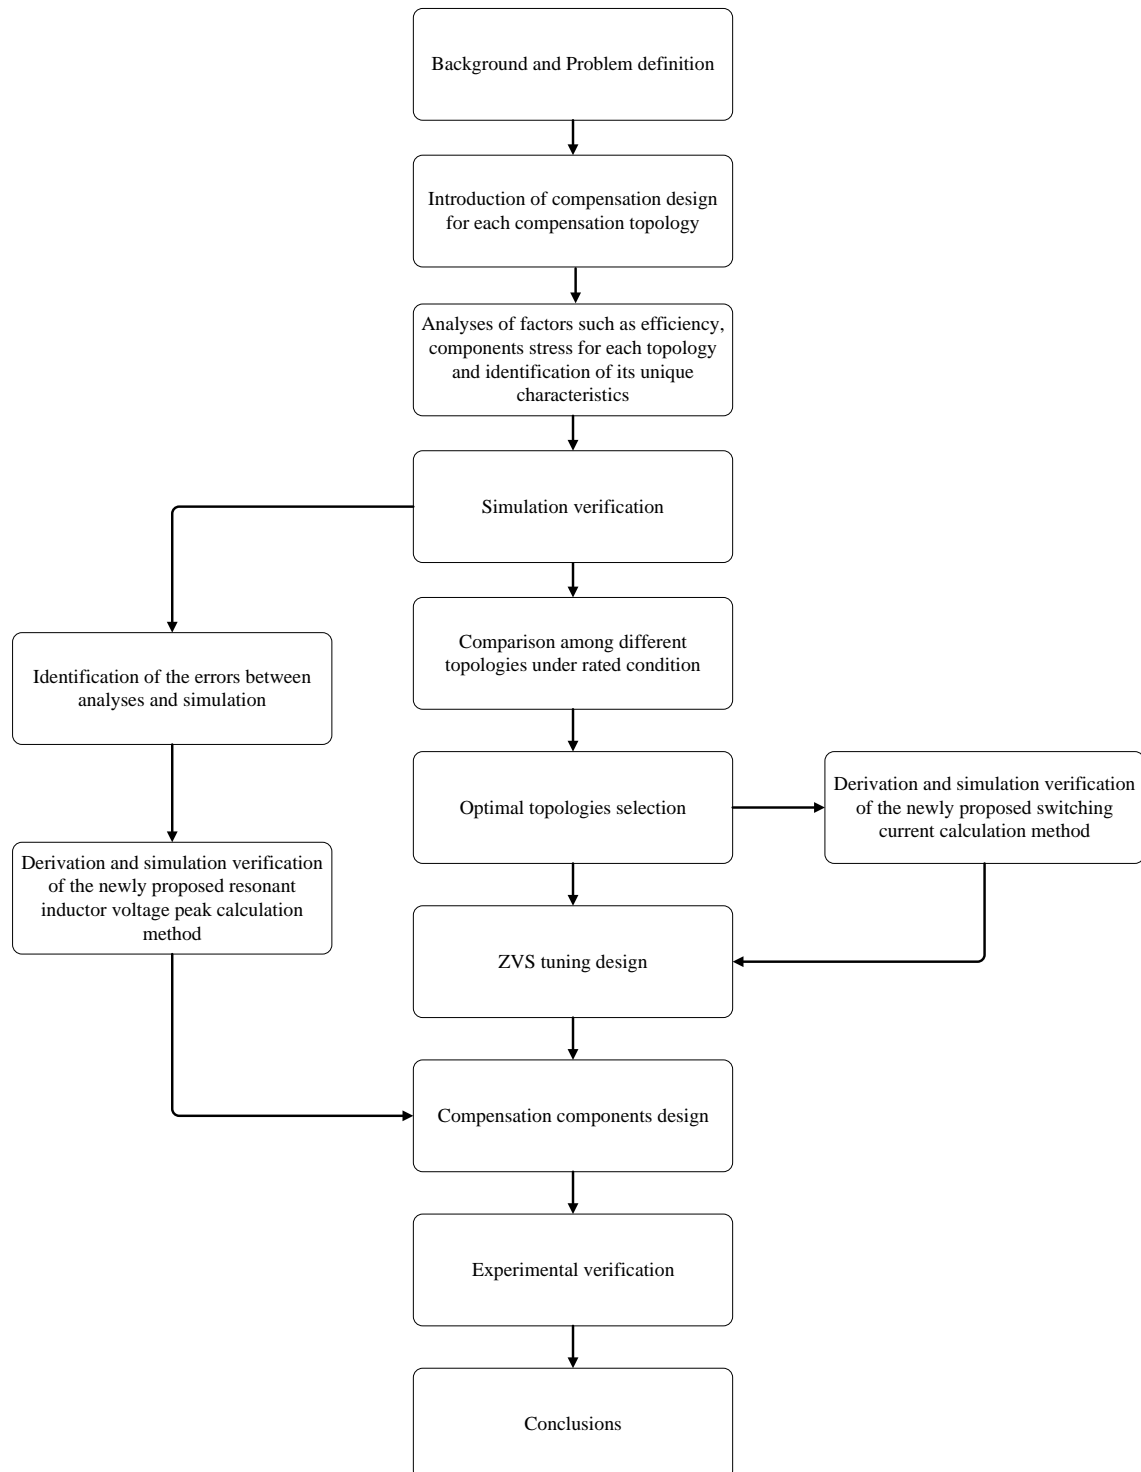 Background and Problem definition
Introduction of compensation design
for each compensation topology
Analyses of factors such as efficiency,
components stress for each topology
and identification of its unique
characteristics
Simulation verification
Identification of the errors between
analyses and simulation
Comparison among different
topologies under rated condition
Optimal topologies selection
Derivation and simulation verification
of the newly proposed switching
current calculation method
Derivation and simulation verification
of the newly proposed resonant
inductor voltage peak calculation
method
ZVS tuning design
Compensation components design
Experimental verification
Conclusions